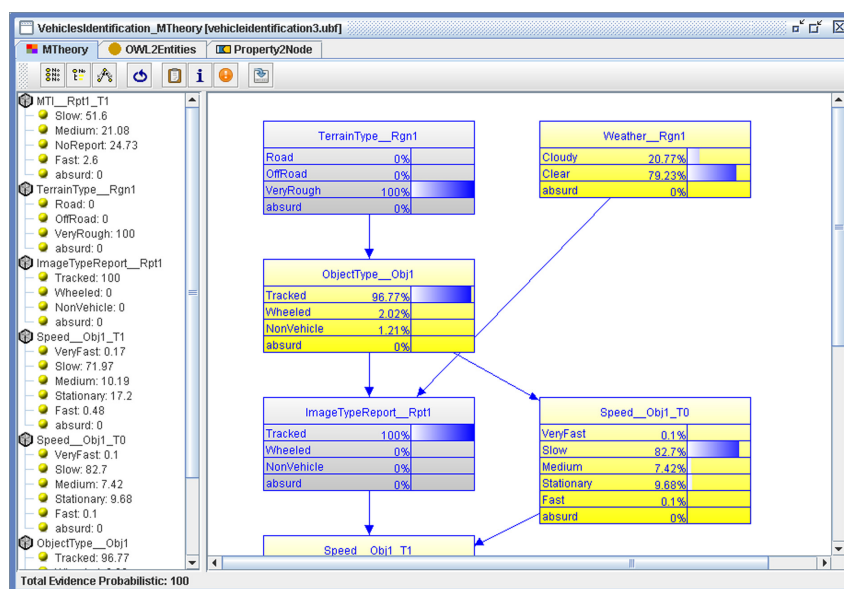 VehiclesIdentification_MTheory [vehicleidentification3.ubf]
MTheory
OWL2Entities
Property2Node
MTI__Rpt1_T1
Slow: 51.6
Medium: 21.08
NoReport: 24.73
Fast: 2.6
absurd: 0
TerrainType__Rgn1
Road: 0
OffRoad: 0
VeryRough: 100
absurd: 0
ImageTypeReport__Rpt1
Tracked: 100
Wheeled: 0
NonVehicle: 0
absurd: 0
Speed__Obj1_T1
VeryFast: 0.17
Slow: 71.97
Medium: 10.19
Stationary: 17.2
Fast: 0.48
absurd: 0
Speed__Obj1_T0
VeryFast: 0.1
Slow: 82.7
Medium: 7.42
Stationary: 9.68
Fast: 0.1
absurd: 0
ObjectType__Obj1
Tracked: 96.77
TerrainType__Rgn1
Road 0%
OffRoad 0%
VeryRough 100%
absurd 0%
Weather__Rgn1
Cloudy 20.77%
Clear 79.23%
absurd 0%
ObjectType__Obj1
Tracked 96.77%
Wheeled 2.02%
NonVehicle 1.21%
absurd 0%
ImageTypeReport__Rpt1
Tracked 100%
Wheeled 0%
NonVehicle 0%
absurd 0%
Speed__Obj1_T0
VeryFast 0.1%
Slow 82.7%
Medium 7.42%
Stationary 9.68%
Fast 0.1%
absurd 0%
Speed__Obj1_T1
Total Evidence Probabilistic: 100